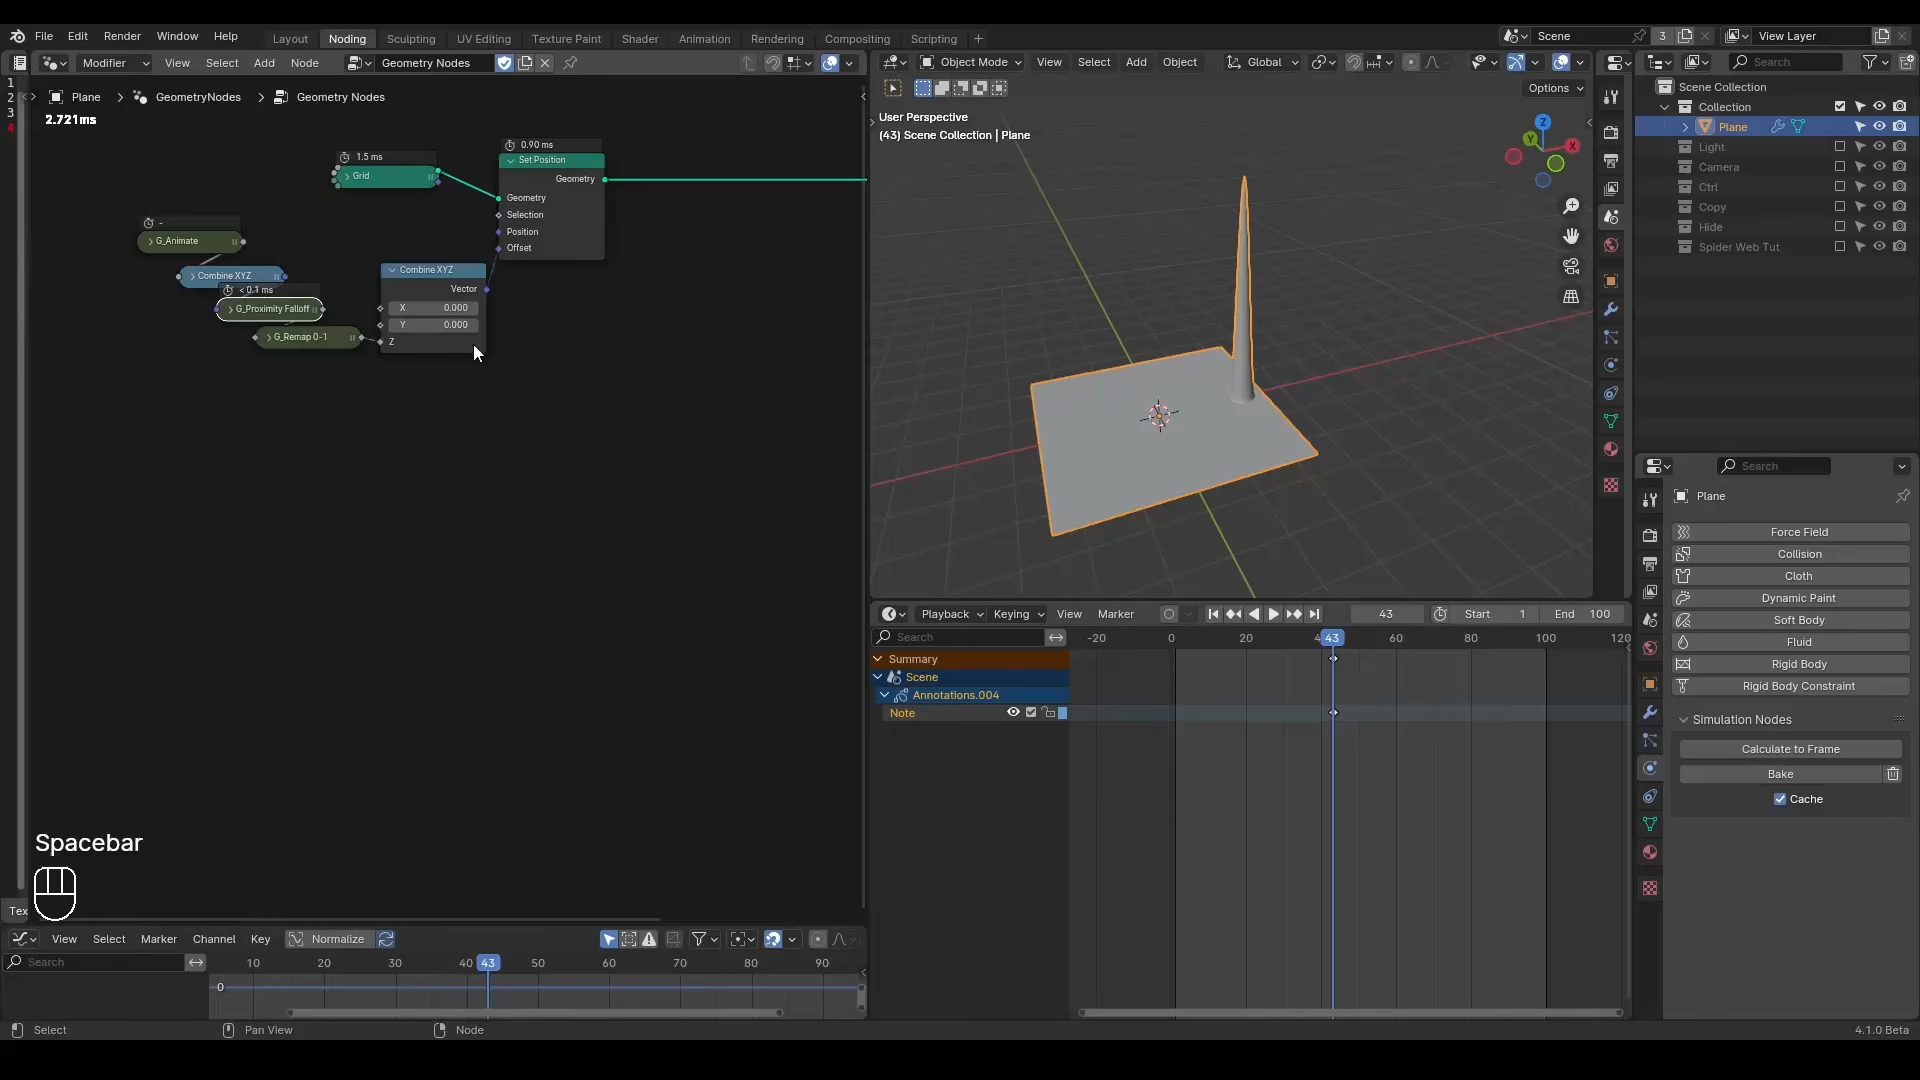 File Edit Render Window Help Layout Noding Sculpting UV Editing Texture Paint Shader Animation Rendering Compositing Scripting +
Scene 3 View Layer
Modifier View Select Add Node Geometry Nodes
Object Mode View Select Add Object Global
Search
1
2
3
4
Plane GeometryNodes Geometry Nodes
2.721ms
Options
User Perspective
(43) Scene Collection | Plane
Z
Y
X
Scene Collection
Collection
Plane
Light
Camera
Ctrl
Copy
Hide
Spider Web Tut
1.5 ms
Grid
0.90 ms
Set Position
Geometry
Geometry
Selection
Position
Offset
-
G_Animate
Combine XYZ
< 0.1 ms
G_Proximity Falloff
G_Remap 0-1
Combine XYZ
Vector
X 0.000
Y 0.000
Z
Search
Plane
Force Field
Collision
Cloth
Dynamic Paint
Soft Body
Fluid
Rigid Body
Rigid Body Constraint
Simulation Nodes
Calculate to Frame
Bake
Cache
Playback Keying View Marker 43 Start 1 End 100
Search -20 0 20 4 43 60 80 100 120
Summary
Scene
Annotations.004
Note
Spacebar
Tex
View Select Marker Channel Key Normalize
Search 10 20 30 40 43 50 60 70 80 90
0
Select Pan View Node 4.1.0 Beta